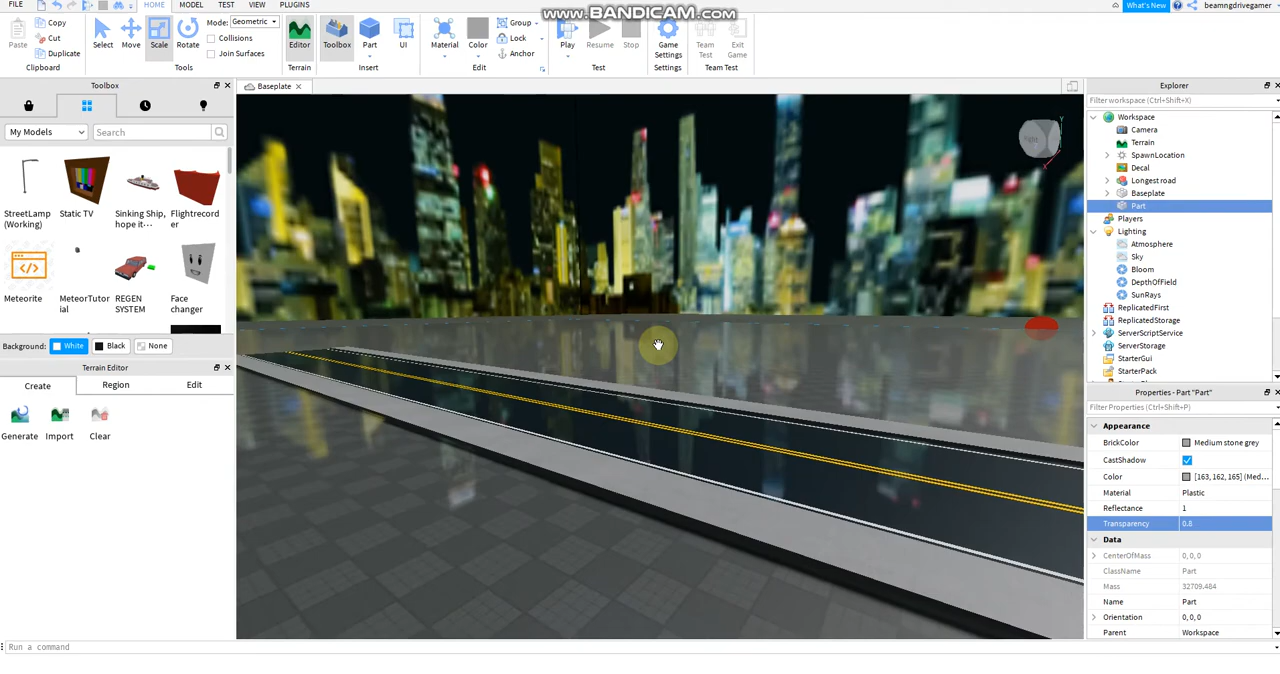 FILE HOME MODEL TEST VIEW PLUGINS What's New beamngdrivegamer
www.BANDICAM.com
Paste Copy Cut Duplicate Clipboard
Select Move Scale Rotate Mode: Geometric Collisions Join Surfaces Tools
Editor Terrain
Toolbox Part UI Insert
Material Color Group Lock Anchor Edit
Play Resume Stop Test
Game Settings Settings
Team Test Exit Game Team Test
Toolbox
My Models Search
StreetLamp (Working)
Static TV
Sinking Ship, hope it...
Flightrecorder
Meteorite
MeteorTutorial
REGEN SYSTEM
Face changer
Background: White Black None
Terrain Editor
Create Region Edit
Generate Import Clear
Baseplate
Explorer
Filter workspace (Ctrl+Shift+X)
Workspace
Camera
Terrain
SpawnLocation
Decal
Longest road
Baseplate
Part
Players
Lighting
Atmosphere
Sky
Bloom
DepthOfField
SunRays
ReplicatedFirst
ReplicatedStorage
ServerScriptService
ServerStorage
StarterGui
StarterPack
Properties - Part "Part"
Filter Properties (Ctrl+Shift+P)
Appearance
BrickColor Medium stone grey
CastShadow
Color [163, 162, 165] (Med...
Material Plastic
Reflectance 1
Transparency 0.8
Data
CenterOfMass 0, 0, 0
ClassName Part
Mass 32709.484
Name Part
Orientation 0, 0, 0
Parent Workspace
Run a command